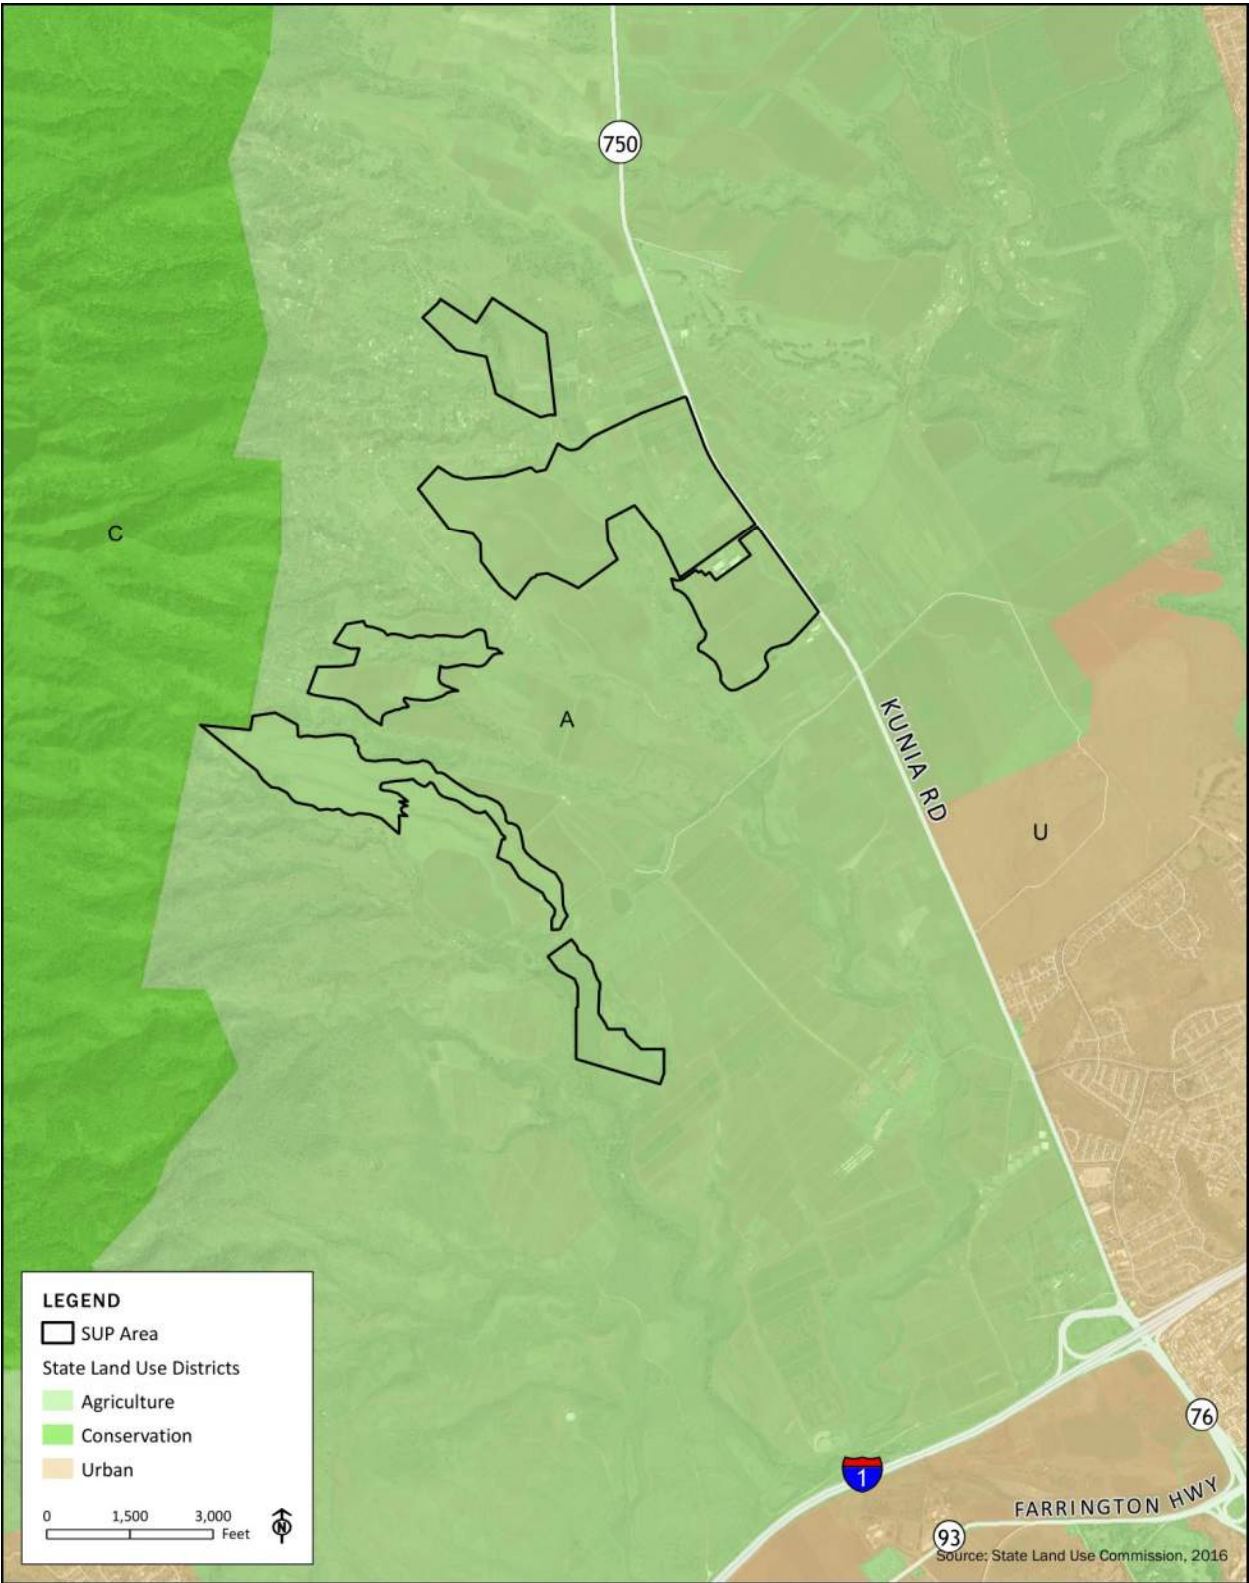 750
C
A
KUNIA RD
U
LEGEND
SUP Area
State Land Use Districts
Agriculture
Conservation
Urban
0 1,500 3,000
Feet
N
76
1
FARRINGTON HWY
93
Source: State Land Use Commission, 2016